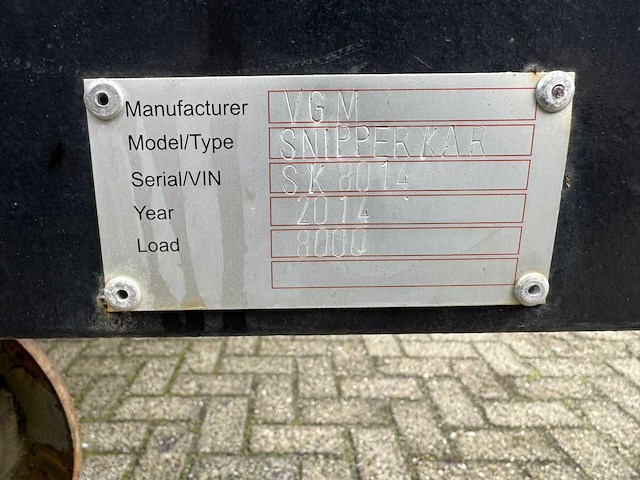 Manufacturer VGM
Model/Type SNIPPERKAR
Serial/VIN SK8014
Year 2014
Load 8000